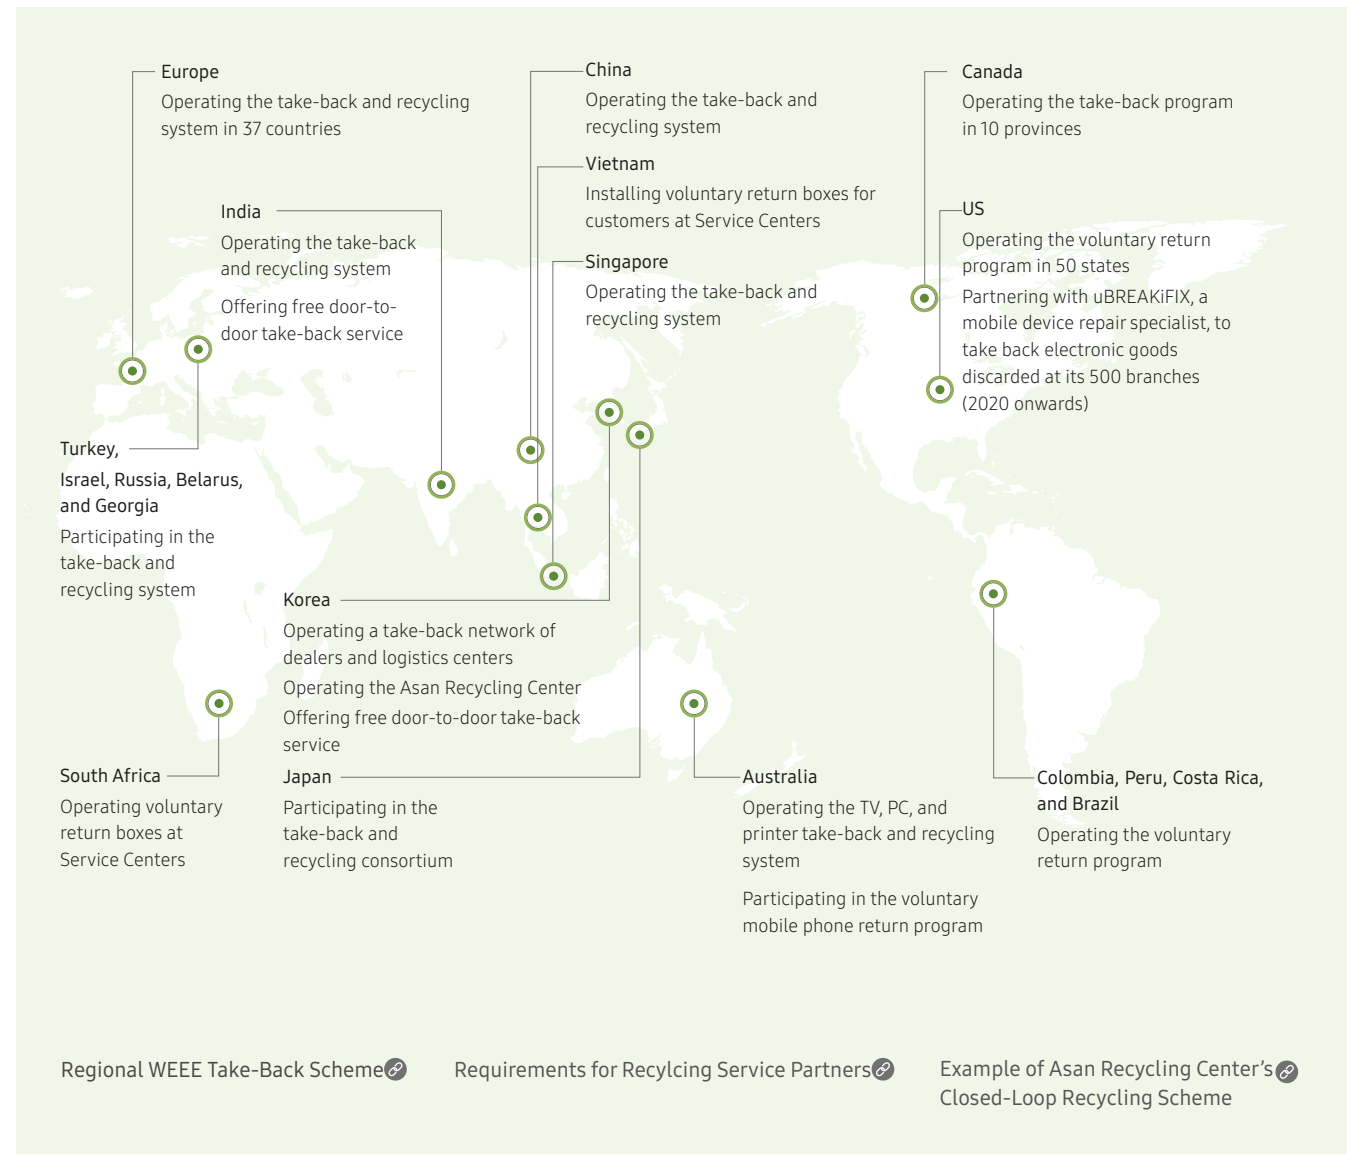 Europe
Operating the take-back and recycling
system in 37 countries
India
Operating the take-back
and recycling system
Offering free door-to-
door take-back service
Turkey,
Israel, Russia, Belarus,
and Georgia
Participating in the
take-back and
recycling system
South Africa
Operating voluntary
return boxes at
Service Centers
China
Operating the take-back and
recycling system
Vietnam
Installing voluntary return boxes for
customers at Service Centers
Singapore
Operating the take-back and
recycling system
Korea
Operating a take-back network of
dealers and logistics centers
Operating the Asan Recycling Center
Offering free door-to-door take-back
service
Japan
Participating in the
take-back and
recycling consortium
Canada
Operating the take-back program
in 10 provinces
US
Operating the voluntary return
program in 50 states
Partnering with uBREAKiFIX, a
mobile device repair specialist, to
take back electronic goods
discarded at its 500 branches
(2020 onwards)
Australia
Operating the TV, PC, and
printer take-back and recycling
system
Participating in the voluntary
mobile phone return program
Colombia, Peru, Costa Rica,
and Brazil
Operating the voluntary
return program
Regional WEEE Take-Back Scheme
Requirements for Recylcing Service Partners
Example of Asan Recycling Center's
Closed-Loop Recycling Scheme